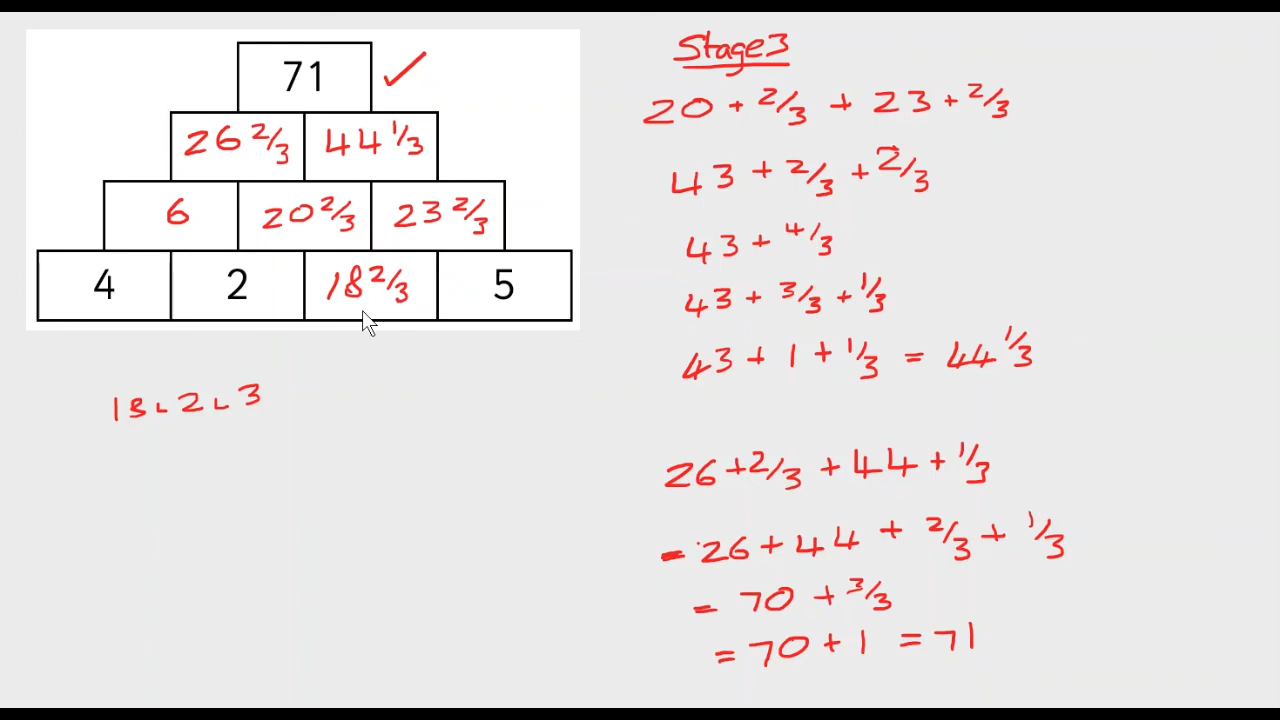 71 ✓
26 2/3 44 1/3
6 20 2/3 23 2/3
4 2 18 2/3 5
18 ⌞ 2 ⌞ 3
Stage 3
20 + 2/3 + 23 + 2/3
43 + 2/3 + 2/3
43 + 4/3
43 + 3/3 + 1/3
43 + 1 + 1/3 = 44 1/3
26 + 2/3 + 44 + 1/3
= 26 + 44 + 2/3 + 1/3
= 70 + 3/3
= 70 + 1 = 71